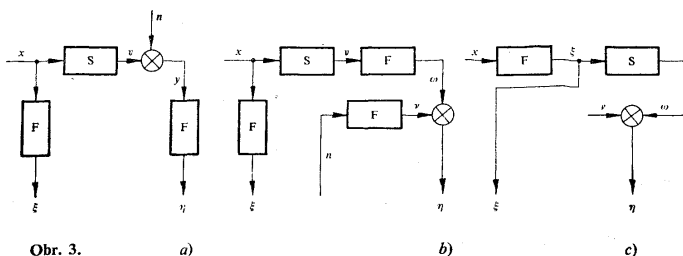 n
x S v
y
F F
ξ η
x S v F
ω
F F ν
n
ξ η
x F ξ S
ν ω
ξ η
Obr. 3. a) b) c)